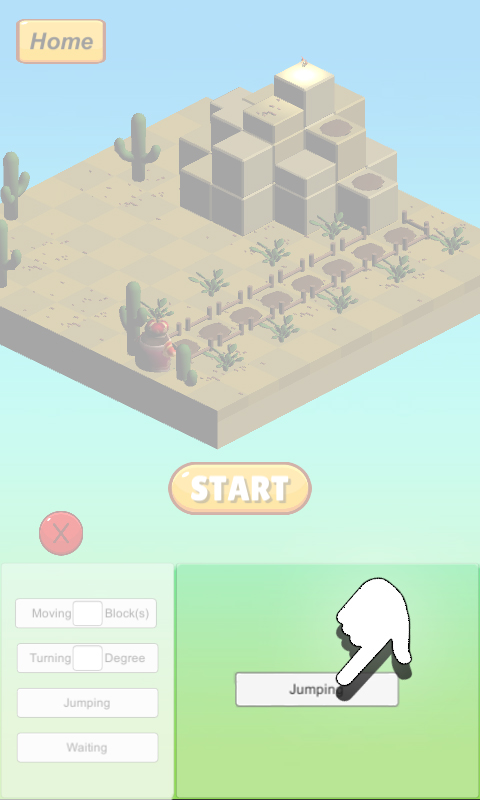 Home
START
X
Moving Block(s)
Turning Degree
Jumping
Waiting
Jumping